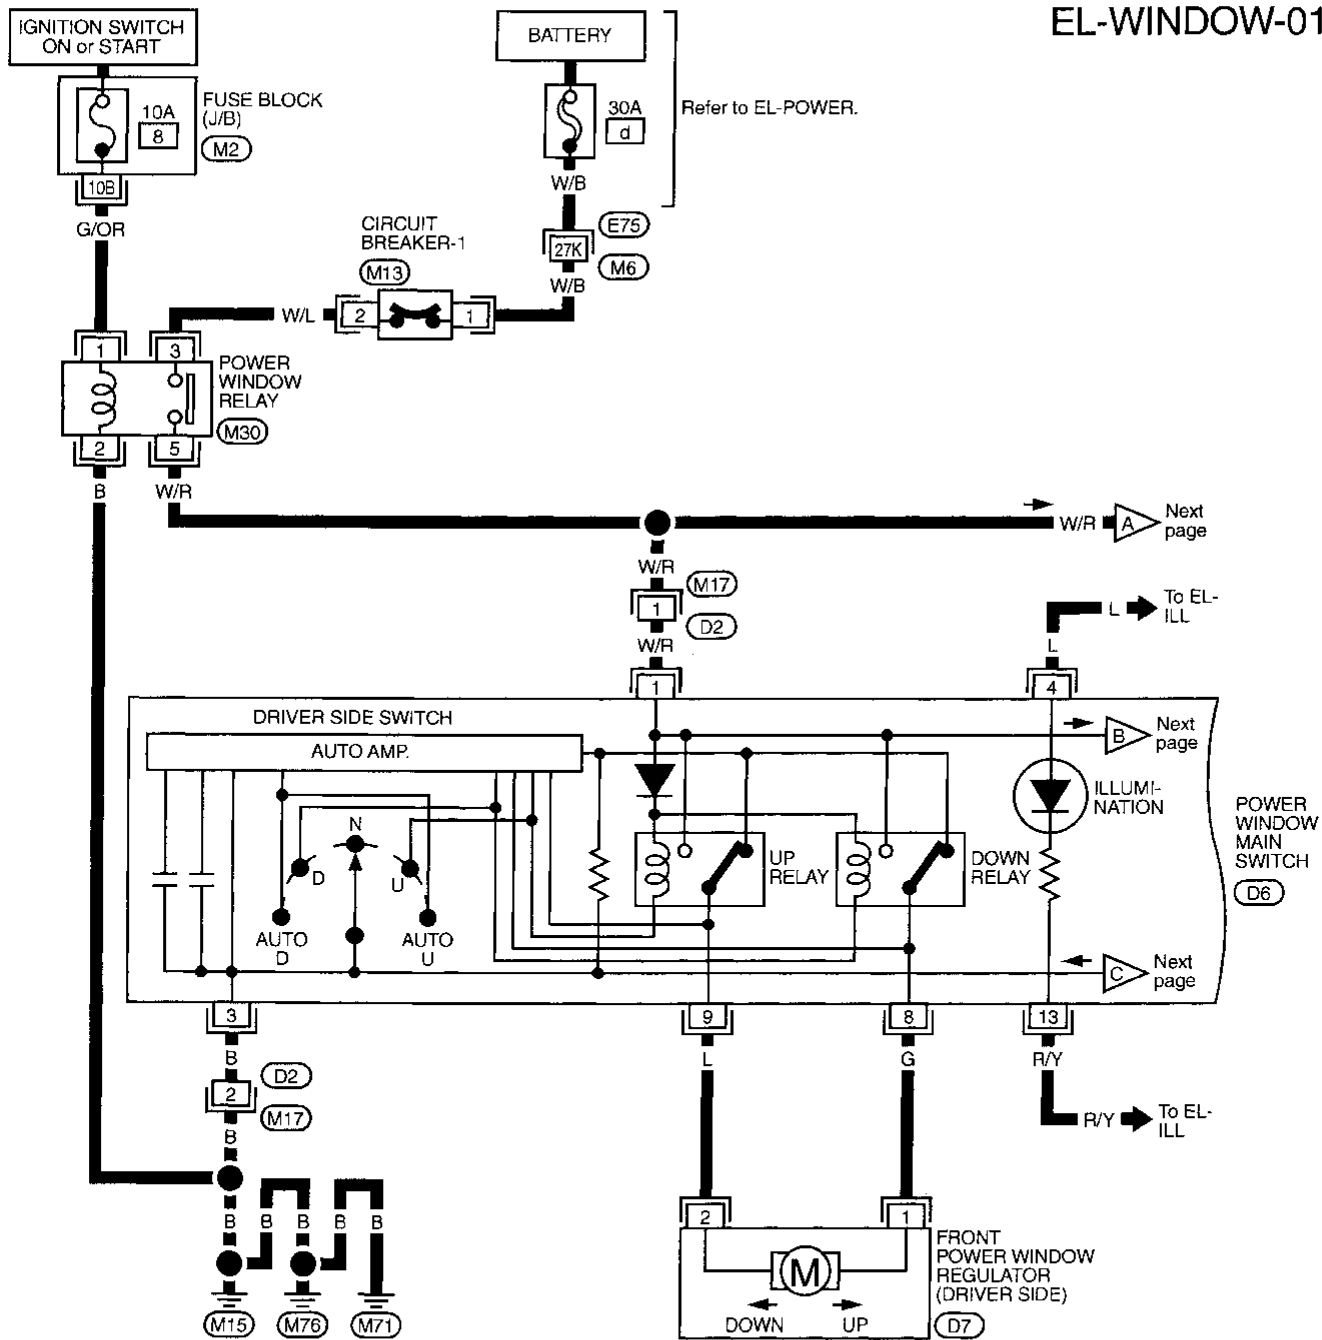 EL-WINDOW-01
IGNITION SWITCH
ON or START
BATTERY
10A
8
FUSE BLOCK
(J/B)
M2
30A
d
Refer to EL-POWER.
10B
G/OR
W/B
E75
27K
M6
W/B
CIRCUIT
BREAKER-1
M13
W/L
2
1
1
3
POWER
WINDOW
RELAY
M30
2
5
B
W/R
W/R
A
Next
page
W/R
M17
1
D2
W/R
L
To EL-
ILL
L
1
4
DRIVER SIDE SWITCH
AUTO AMP.
B
Next
page
ILLUMI-
NATION
POWER
WINDOW
MAIN
SWITCH
D6
N
D
U
AUTO
D
AUTO
U
UP
RELAY
DOWN
RELAY
C
Next
page
3
9
8
13
B
L
G
R/Y
D2
2
M17
B
R/Y
To EL-
ILL
B
B
B
B
B
2
1
M
DOWN
UP
FRONT
POWER WINDOW
REGULATOR
(DRIVER SIDE)
D7
M15
M76
M71